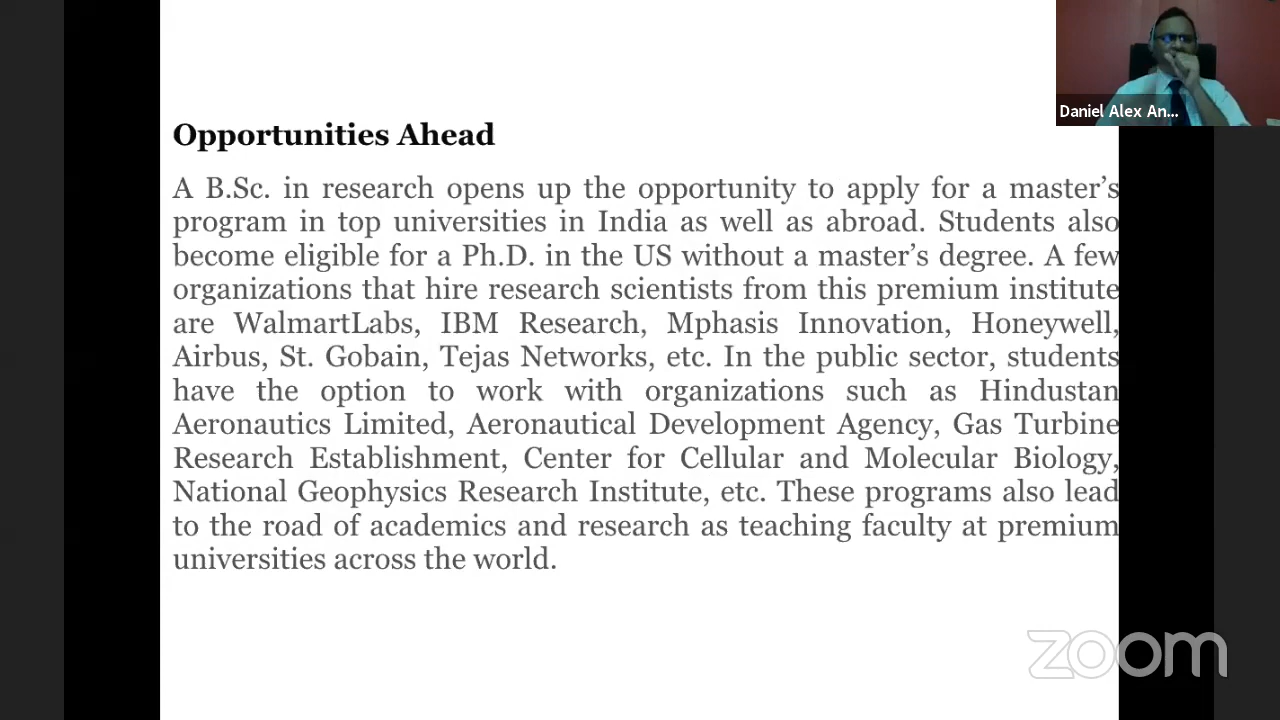 Daniel Alex An...
Opportunities Ahead
A B.Sc. in research opens up the opportunity to apply for a master's
program in top universities in India as well as abroad. Students also
become eligible for a Ph.D. in the US without a master's degree. A few
organizations that hire research scientists from this premium institute
are WalmartLabs, IBM Research, Mphasis Innovation, Honeywell,
Airbus, St. Gobain, Tejas Networks, etc. In the public sector, students
have the option to work with organizations such as Hindustan
Aeronautics Limited, Aeronautical Development Agency, Gas Turbine
Research Establishment, Center for Cellular and Molecular Biology,
National Geophysics Research Institute, etc. These programs also lead
to the road of academics and research as teaching faculty at premium
universities across the world.
zoom